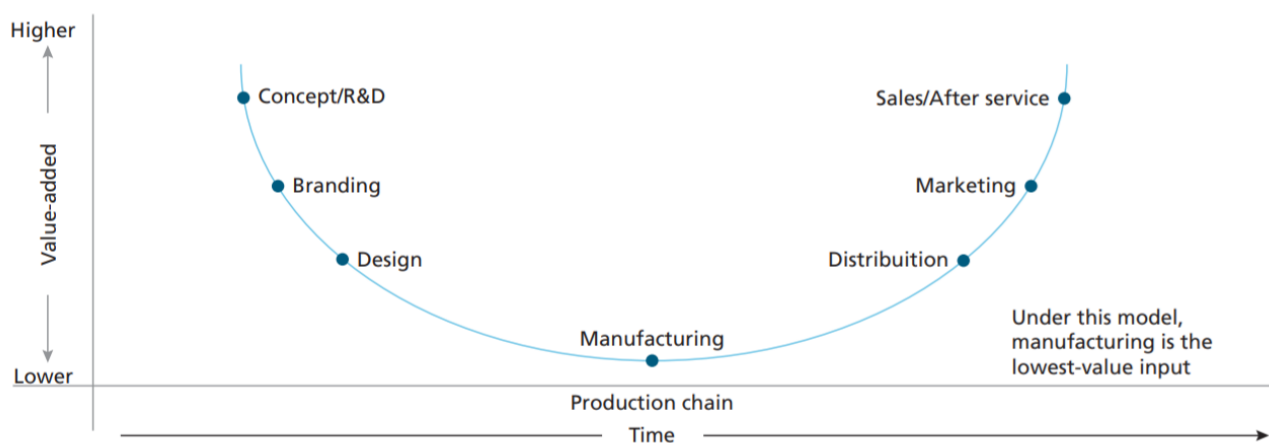 Higher
Concept/R&D
Sales/After service
Branding
Marketing
Value-added
Design
Distribuition
Manufacturing
Under this model,
manufacturing is the
lowest-value input
Lower
Production chain
Time